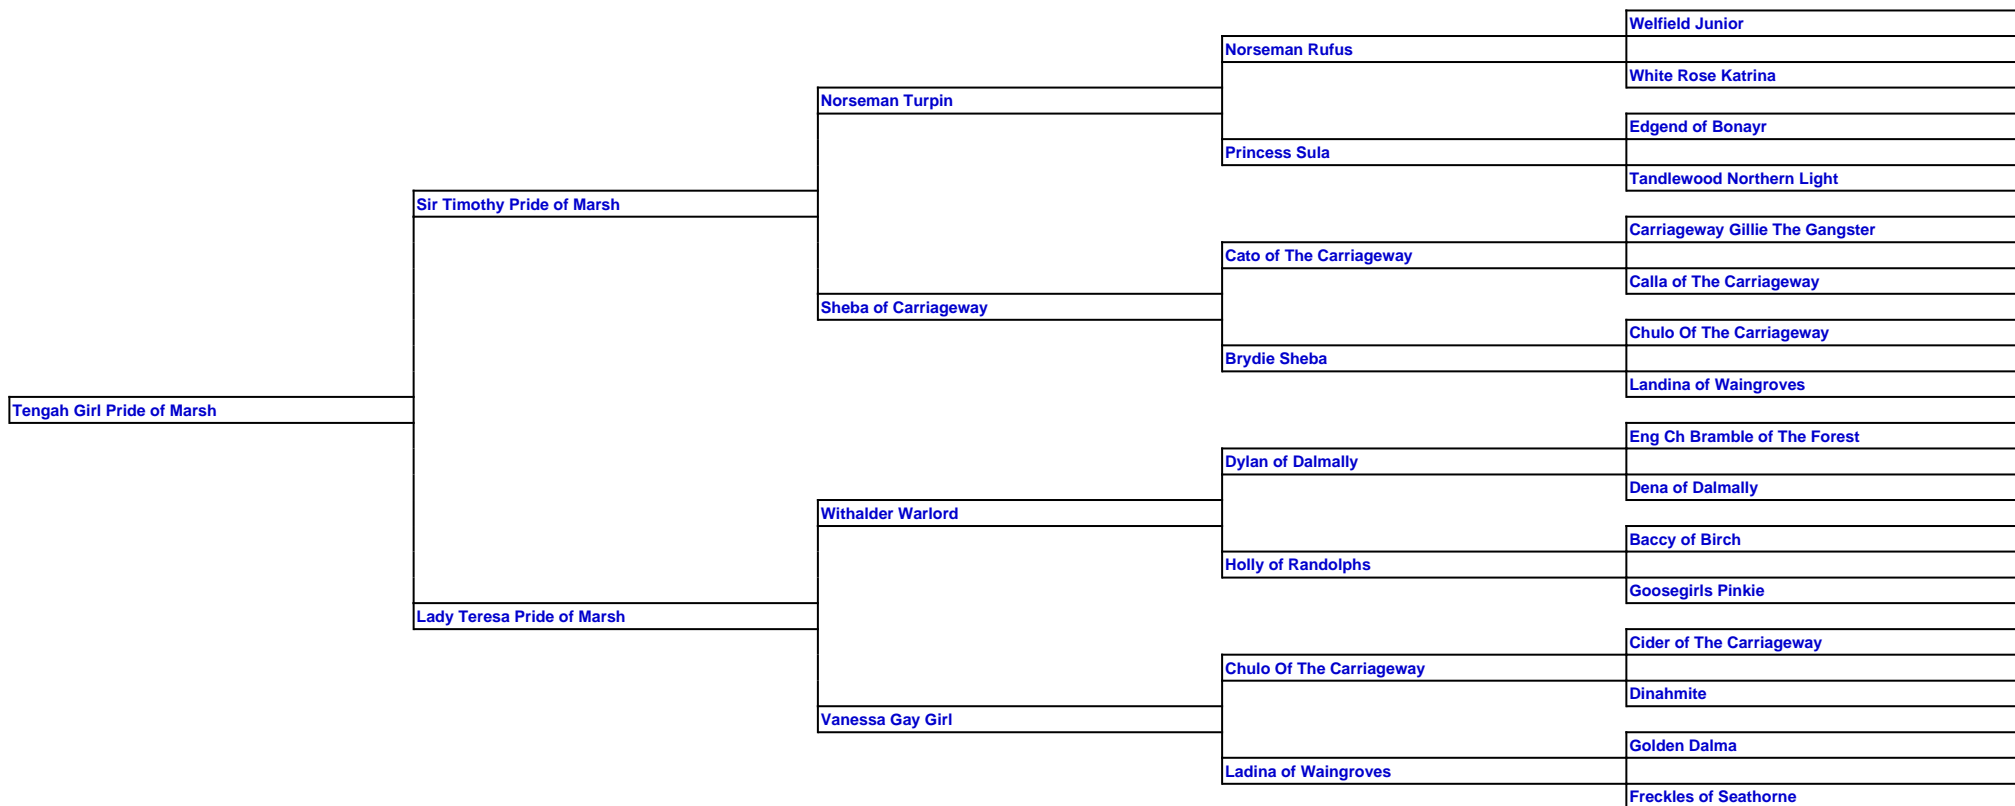 Welfield Junior
Norseman Rufus
White Rose Katrina
Norseman Turpin
Edgend of Bonayr
Princess Sula
Tandlewood Northern Light
Sir Timothy Pride of Marsh
Carriageway Gillie The Gangster
Cato of The Carriageway
Calla of The Carriageway
Sheba of Carriageway
Chulo Of The Carriageway
Brydie Sheba
Landina of Waingroves
Tengah Girl Pride of Marsh
Eng Ch Bramble of The Forest
Dylan of Dalmally
Dena of Dalmally
Withalder Warlord
Baccy of Birch
Holly of Randolphs
Goosegirls Pinkie
Lady Teresa Pride of Marsh
Cider of The Carriageway
Chulo Of The Carriageway
Dinahmite
Vanessa Gay Girl
Golden Dalma
Ladina of Waingroves
Freckles of Seathorne